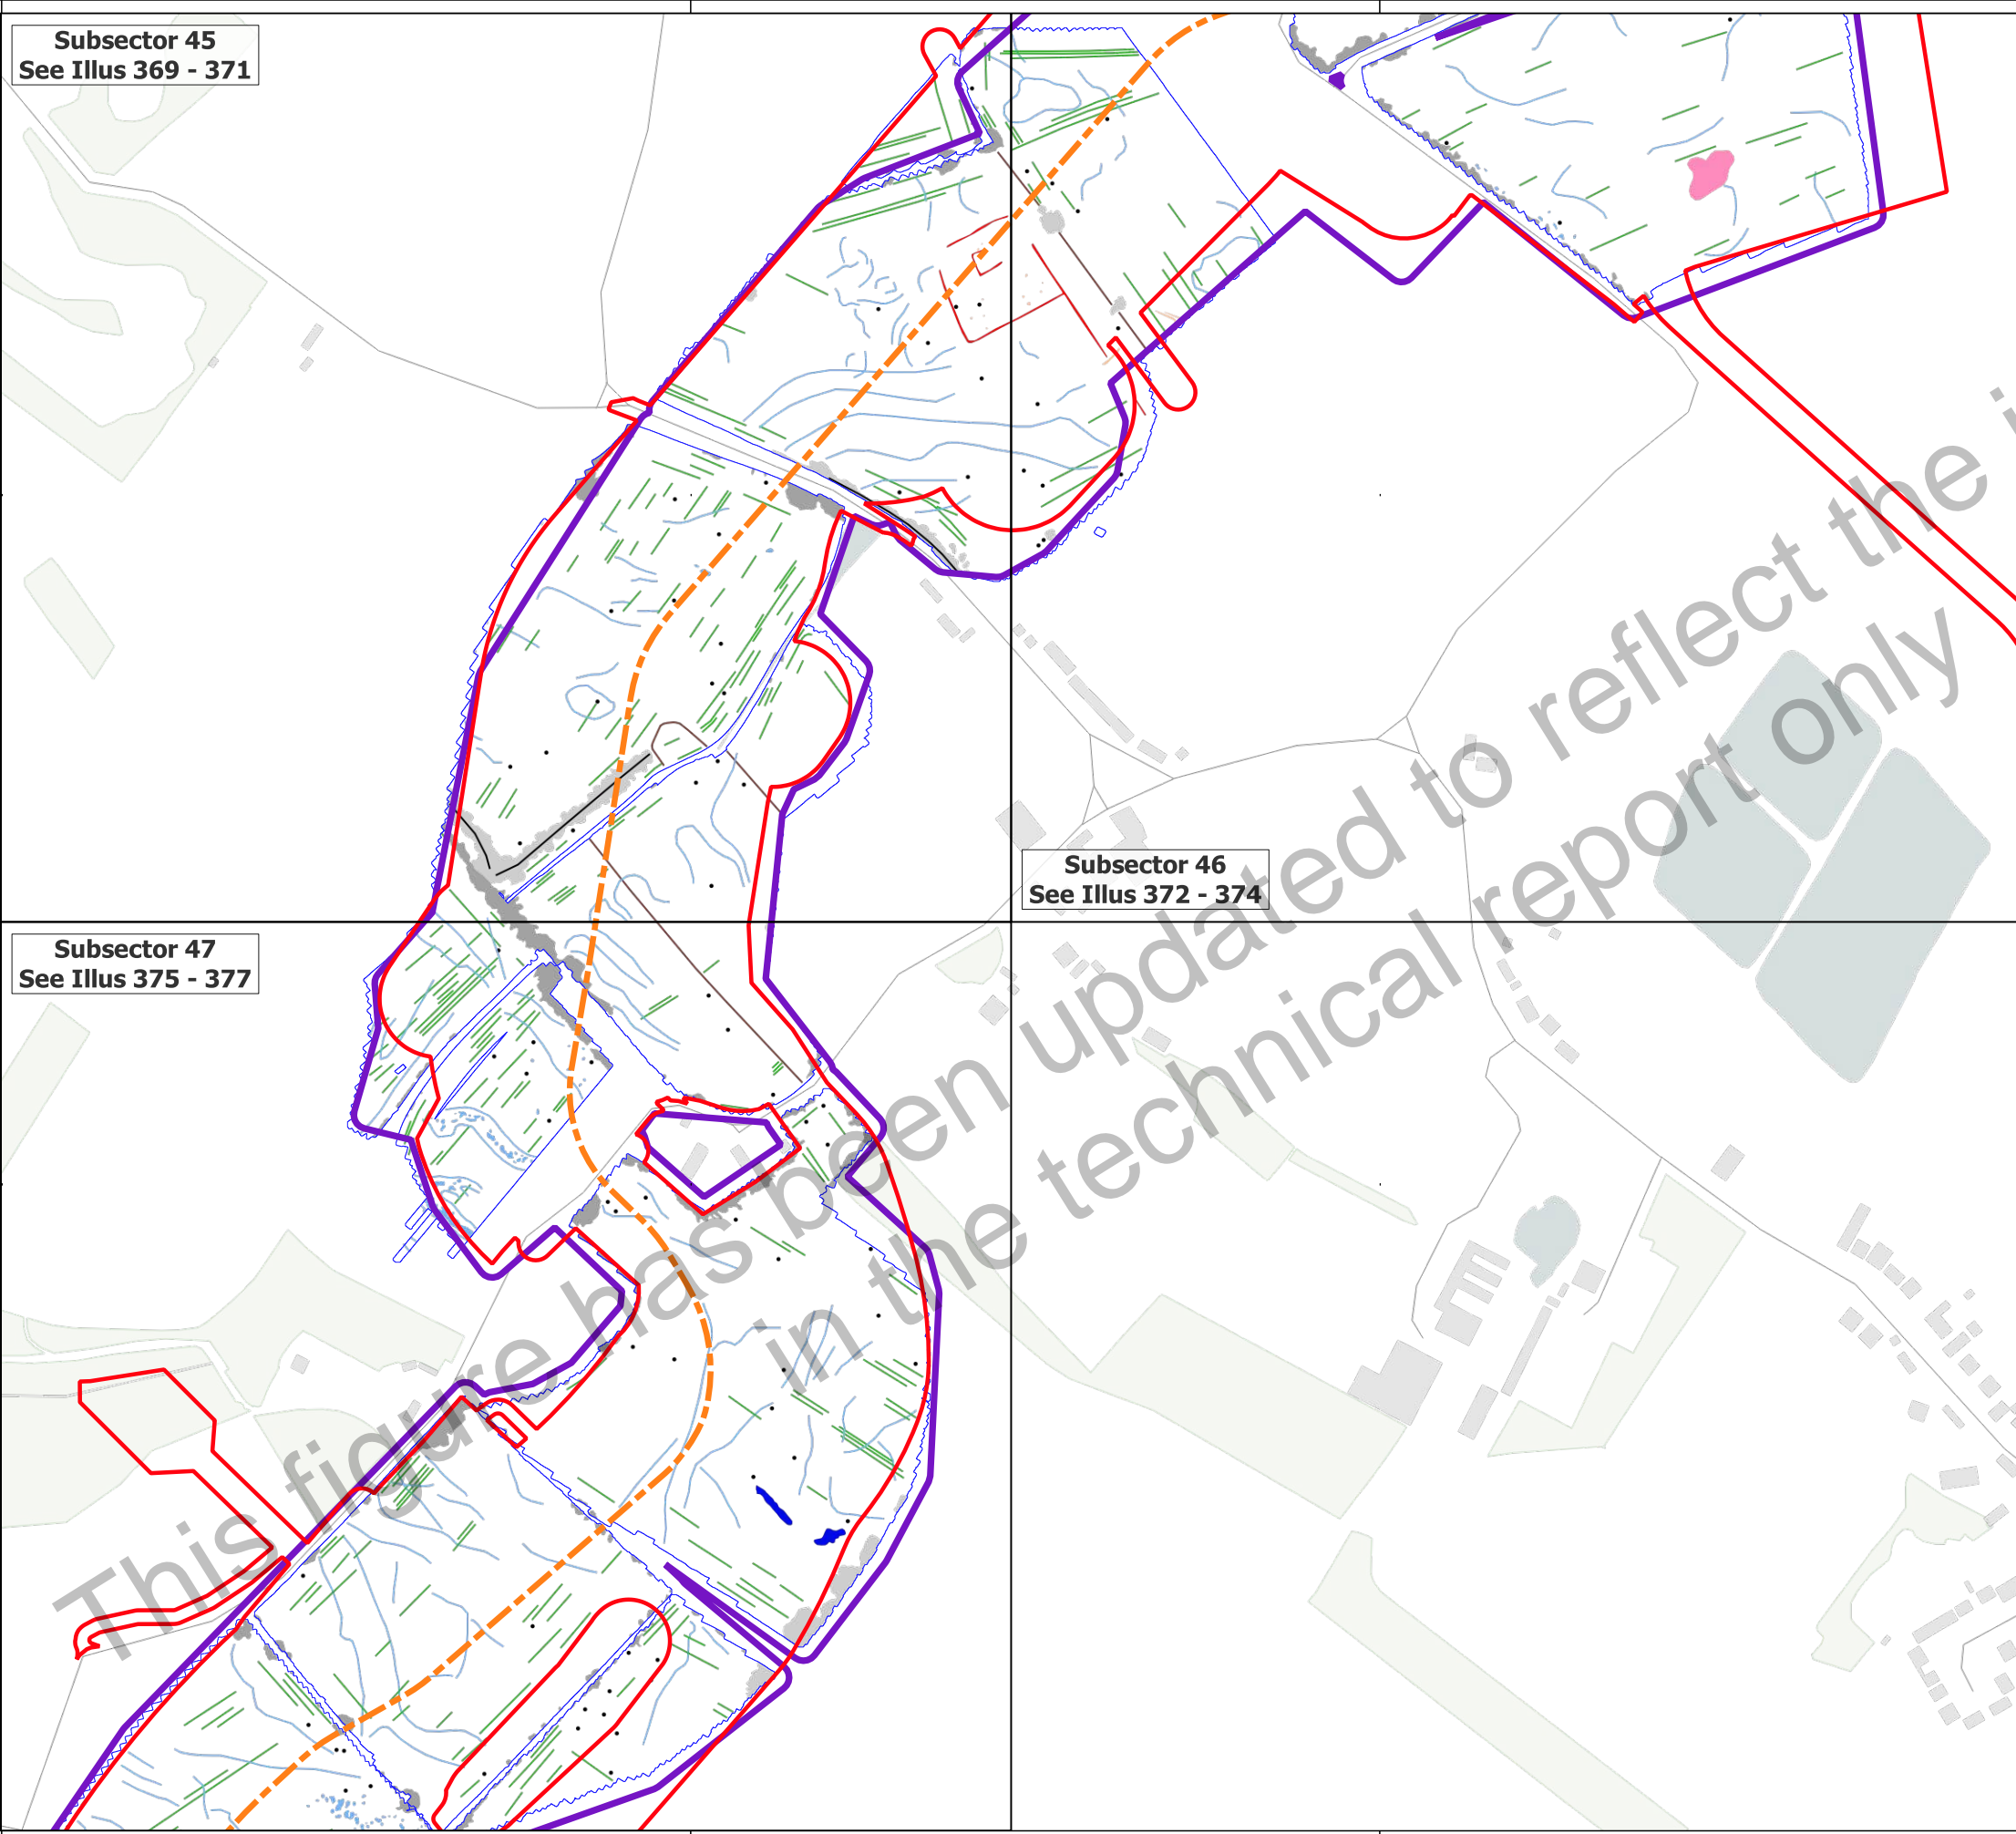 Subsector 45
See Illus 369 - 371
Subsector 46
See Illus 372 - 374
Subsector 47
See Illus 375 - 377
This figure has been updated to reflect the
in the technical report only